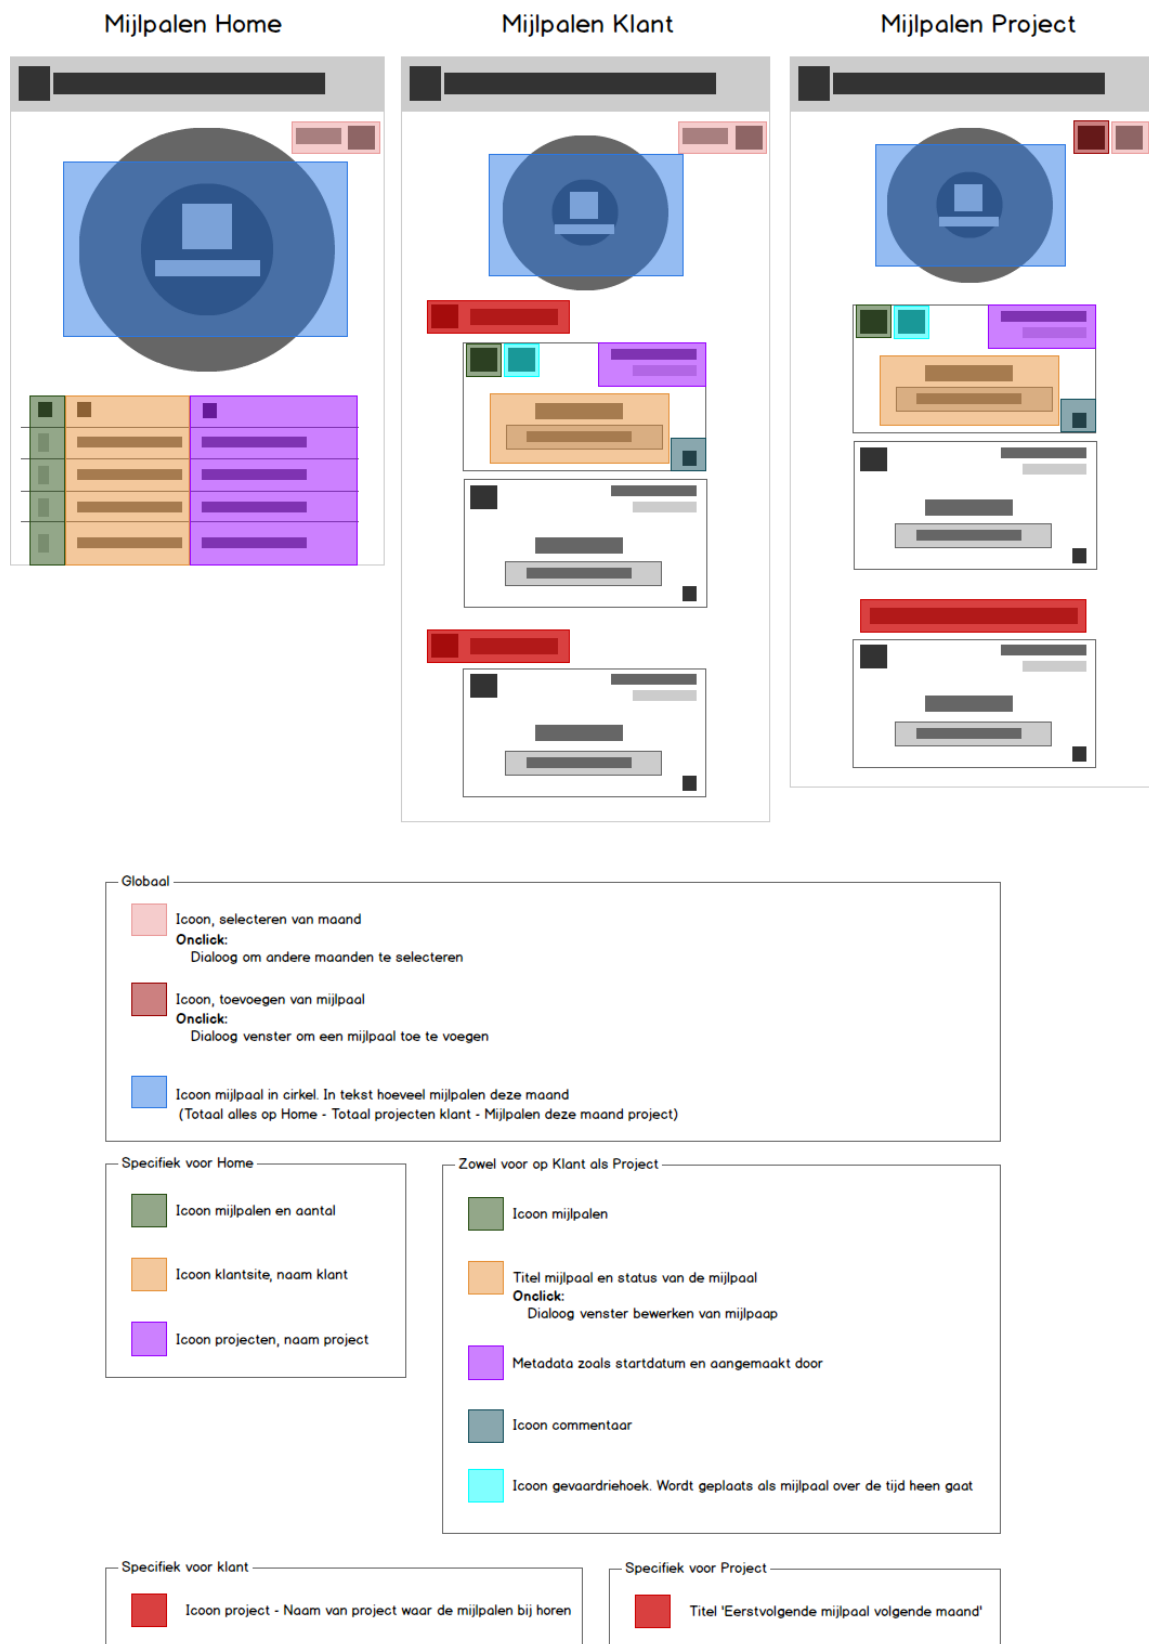 Mijlpalen Home
Mijlpalen Klant
Mijlpalen Project
Globaal
Icoon, selecteren van maand
Onclick:
Dialoog om andere maanden te selecteren
Icoon, toevoegen van mijlpaal
Onclick:
Dialoog venster om een mijlpaal toe te voegen
Icoon mijlpaal in cirkel. In tekst hoeveel mijlpalen deze maand
(Totaal alles op Home - Totaal projecten klant - Mijlpalen deze maand project)
Specifiek voor Home
Icoon mijlpalen en aantal
Icoon klantsite, naam klant
Icoon projecten, naam project
Zowel voor op Klant als Project
Icoon mijlpalen
Titel mijlpaal en status van de mijlpaal
Onclick:
Dialoog venster bewerken van mijlpaap
Metadata zoals startdatum en aangemaakt door
Icoon commentaar
Icoon gevaardriehoek. Wordt geplaats als mijlpaal over de tijd heen gaat
Specifiek voor klant
Icoon project - Naam van project waar de mijlpalen bij horen
Specifiek voor Project
Titel 'Eerstvolgende mijlpaal volgende maand'